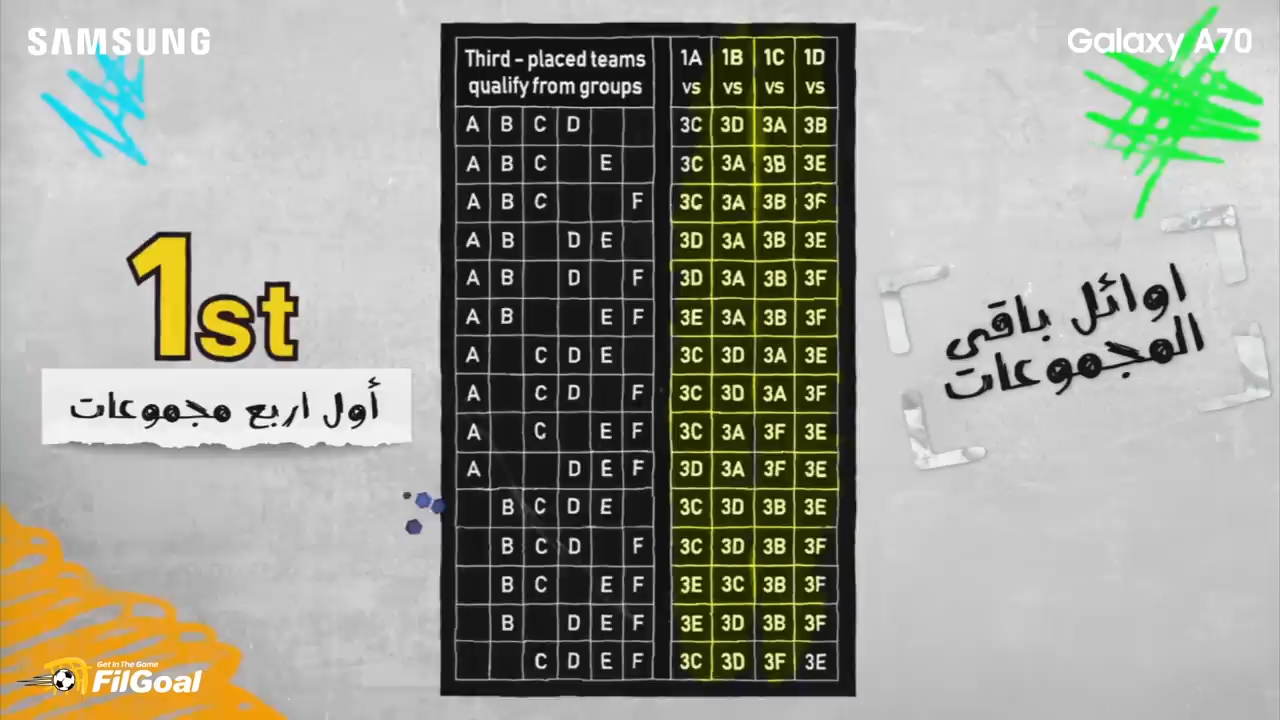 SAMSUNG
Galaxy A70
Third - placed teams 1A 1B 1C 1D
qualify from groups vs vs vs vs
A B C D 3C 3D 3A 3B
A B C E 3C 3A 3B 3E
A B C F 3C 3A 3B 3F
A B D E 3D 3A 3B 3E
A B D F 3D 3A 3B 3F
A B E F 3E 3A 3B 3F
A C D E 3C 3D 3A 3E
A C D F 3C 3D 3A 3F
A C E F 3C 3A 3F 3E
A D E F 3D 3A 3F 3E
B C D E 3C 3D 3B 3E
B C D F 3C 3D 3B 3F
B C E F 3E 3C 3B 3F
B D E F 3E 3D 3B 3F
C D E F 3C 3D 3F 3E
1st
أول اربع مجموعات
اوائل باقي
المجموعات
Get In The Game
FilGoal